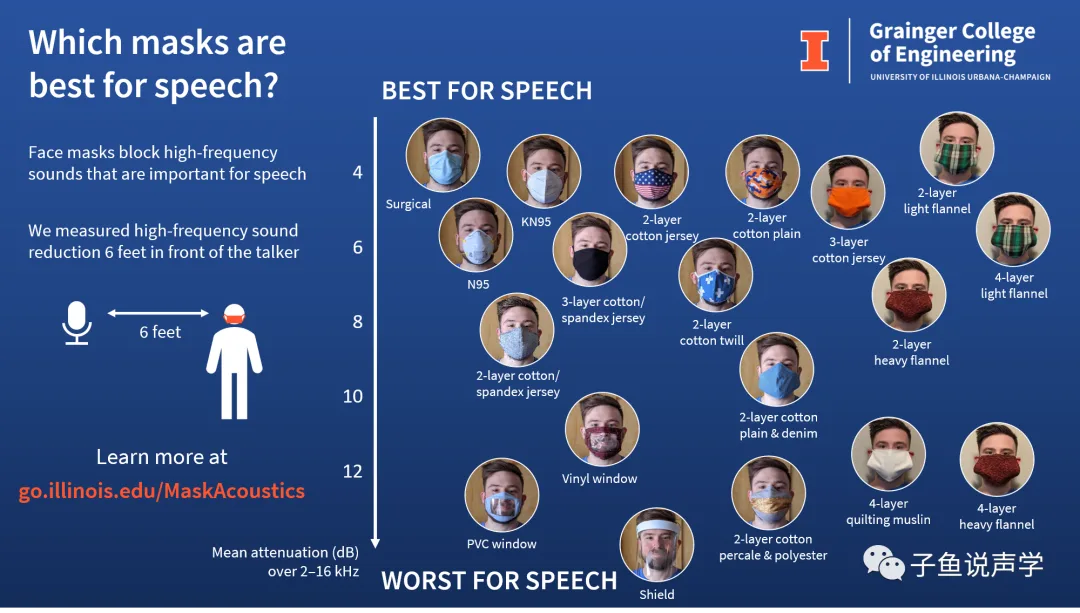 Which masks are
best for speech?
Grainger College
of Engineering
UNIVERSITY OF ILLINOIS URBANA-CHAMPAIGN
BEST FOR SPEECH
Face masks block high-frequency
sounds that are important for speech
We measured high-frequency sound
reduction 6 feet in front of the talker
6 feet
Learn more at
go.illinois.edu/MaskAcoustics
4
6
8
10
12
Mean attenuation (dB)
over 2–16 kHz
Surgical
KN95
2-layer
cotton jersey
2-layer
cotton plain
3-layer
cotton jersey
2-layer
light flannel
N95
3-layer cotton/
spandex jersey
2-layer
cotton twill
4-layer
light flannel
2-layer
heavy flannel
2-layer cotton/
spandex jersey
2-layer cotton
plain & denim
Vinyl window
4-layer
quilting muslin
4-layer
heavy flannel
PVC window
2-layer cotton
percale & polyester
Shield
WORST FOR SPEECH
子鱼说声学